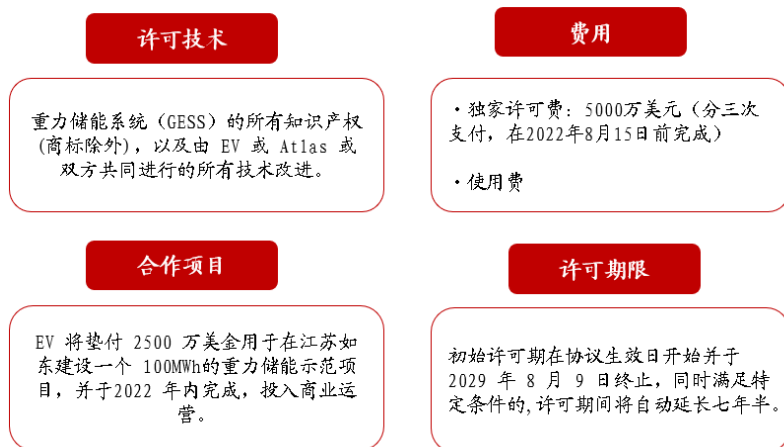 许可技术
重力储能系统（GESS）的所有知识产权
(商标除外)，以及由 EV 或 Atlas 或
双方共同进行的所有技术改进。
费用
·独家许可费：5000万美元（分三次
支付，在2022年8月15日前完成）
·使用费
合作项目
EV 将垫付 2500 万美金用于在江苏如
东建设一个 100MWh的重力储能示范项
目，并于2022 年内完成，投入商业运
营。
许可期限
初始许可期在协议生效日开始并于
2029 年 8 月 9 日终止，同时满足特
定条件的,许可期间将自动延长七年半。